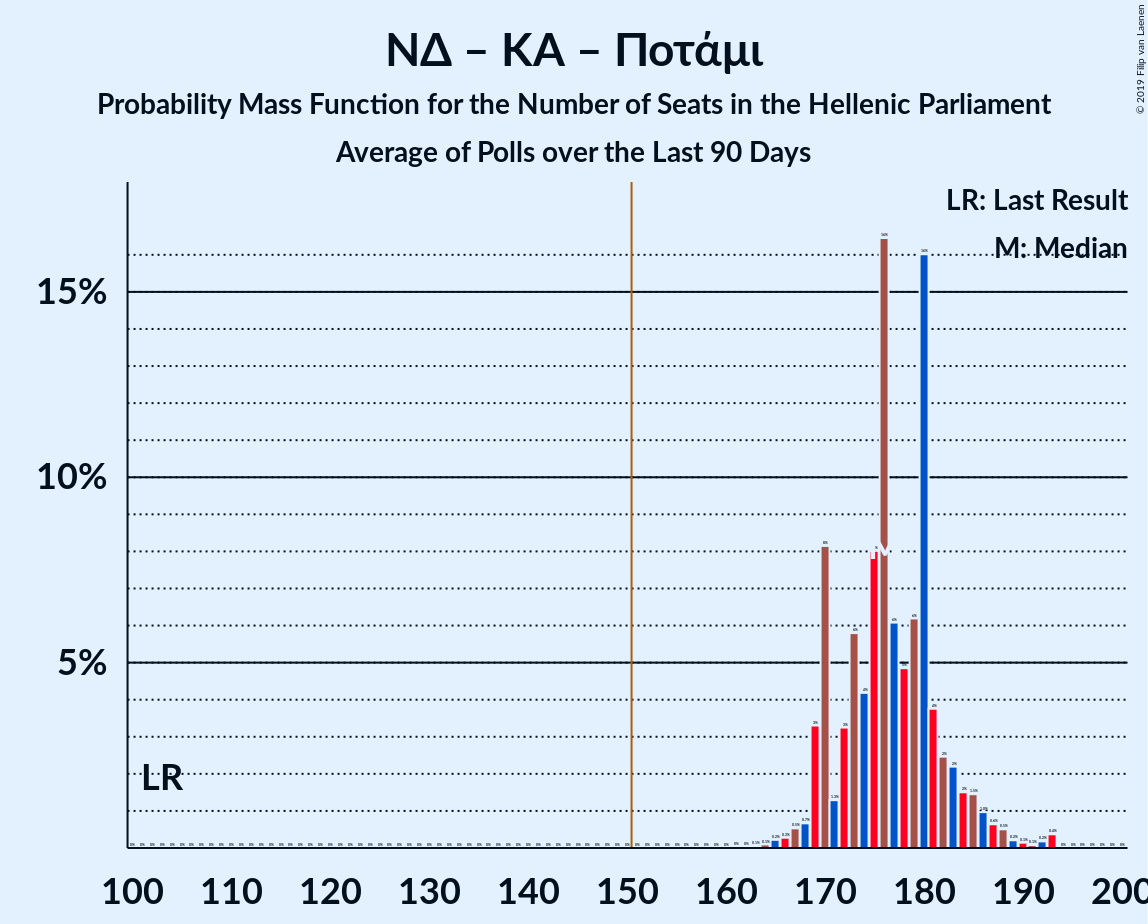 ΝΔ – ΚΑ – Ποτάμι
Probability Mass Function for the Number of Seats in the Hellenic Parliament
Average of Polls over the Last 90 Days
© 2019 Filip van Laenen
LR: Last Result
M: Median
15%
10%
5%
LR
M
100 110 120 130 140 150 160 170 180 190 200